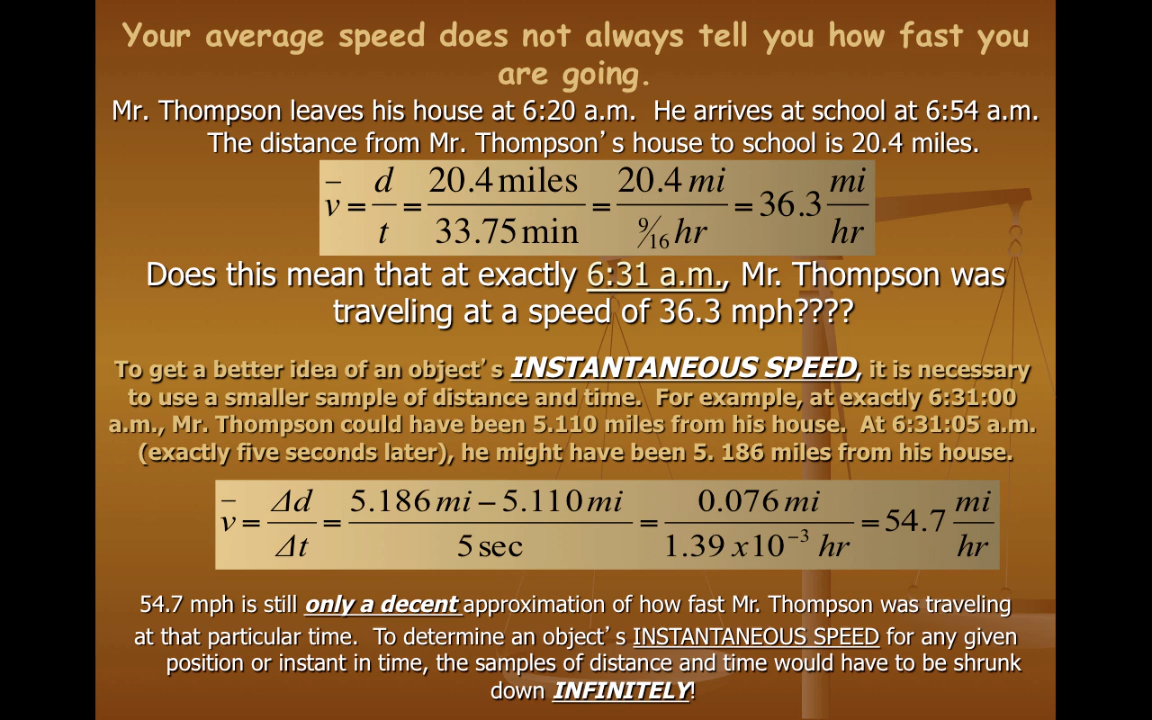 Your average speed does not always tell you how fast you
are going.
Mr. Thompson leaves his house at 6:20 a.m.  He arrives at school at 6:54 a.m.
The distance from Mr. Thompson’s house to school is 20.4 miles.
v̄ = d/t = 20.4 miles/33.75 min = 20.4 mi/(9/16 hr) = 36.3 mi/hr
Does this mean that at exactly 6:31 a.m., Mr. Thompson was
traveling at a speed of 36.3 mph????
To get a better idea of an object’s INSTANTANEOUS SPEED, it is necessary
to use a smaller sample of distance and time.  For example, at exactly 6:31:00
a.m., Mr. Thompson could have been 5.110 miles from his house.  At 6:31:05 a.m.
(exactly five seconds later), he might have been 5. 186 miles from his house.
v̄ = Δd/Δt = (5.186 mi – 5.110 mi)/5 sec = 0.076 mi/(1.39 x10⁻³ hr) = 54.7 mi/hr
54.7 mph is still only a decent approximation of how fast Mr. Thompson was traveling
at that particular time.  To determine an object’s INSTANTANEOUS SPEED for any given
position or instant in time, the samples of distance and time would have to be shrunk
down INFINITELY!